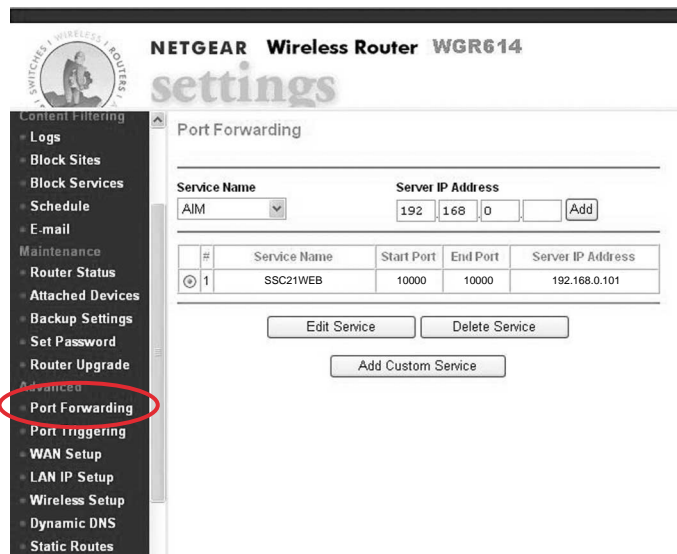 SWITCHES WIRELESS ROUTERS
NETGEAR Wireless Router WGR614
settings
Content Filtering
Logs
Block Sites
Block Services
Schedule
E-mail
Maintenance
Router Status
Attached Devices
Backup Settings
Set Password
Router Upgrade
Advanced
Port Forwarding
Port Triggering
WAN Setup
LAN IP Setup
Wireless Setup
Dynamic DNS
Static Routes
Port Forwarding
Service Name Server IP Address
AIM 192 .168 .0 . Add
# Service Name Start Port End Port Server IP Address
1 SSC21WEB 10000 10000 192.168.0.101
Edit Service Delete Service
Add Custom Service